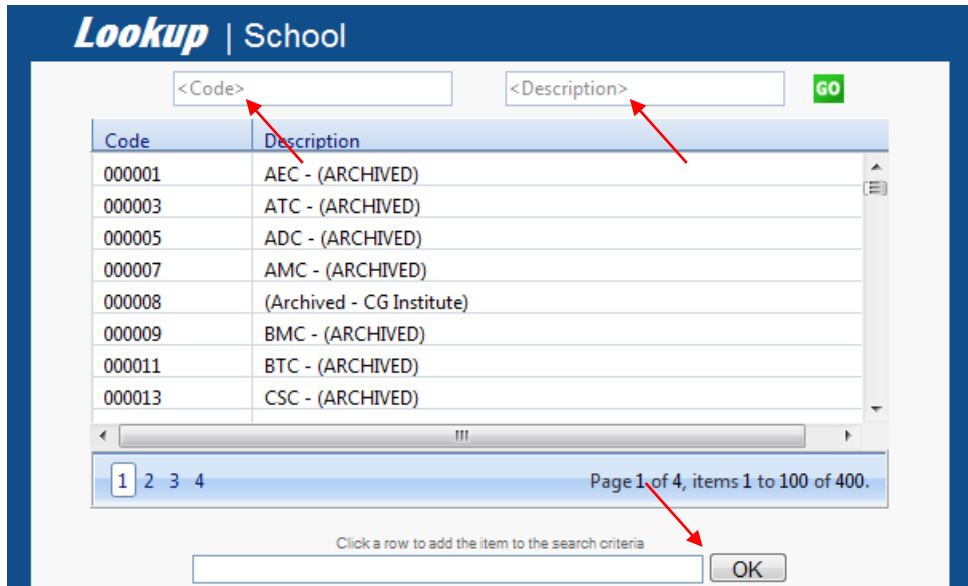 Lookup | School
<Code> <Description> GO
Code Description
000001 AEC - (ARCHIVED)
000003 ATC - (ARCHIVED)
000005 ADC - (ARCHIVED)
000007 AMC - (ARCHIVED)
000008 (Archived - CG Institute)
000009 BMC - (ARCHIVED)
000011 BTC - (ARCHIVED)
000013 CSC - (ARCHIVED)
1 2 3 4 Page 1 of 4, items 1 to 100 of 400.
Click a row to add the item to the search criteria
OK